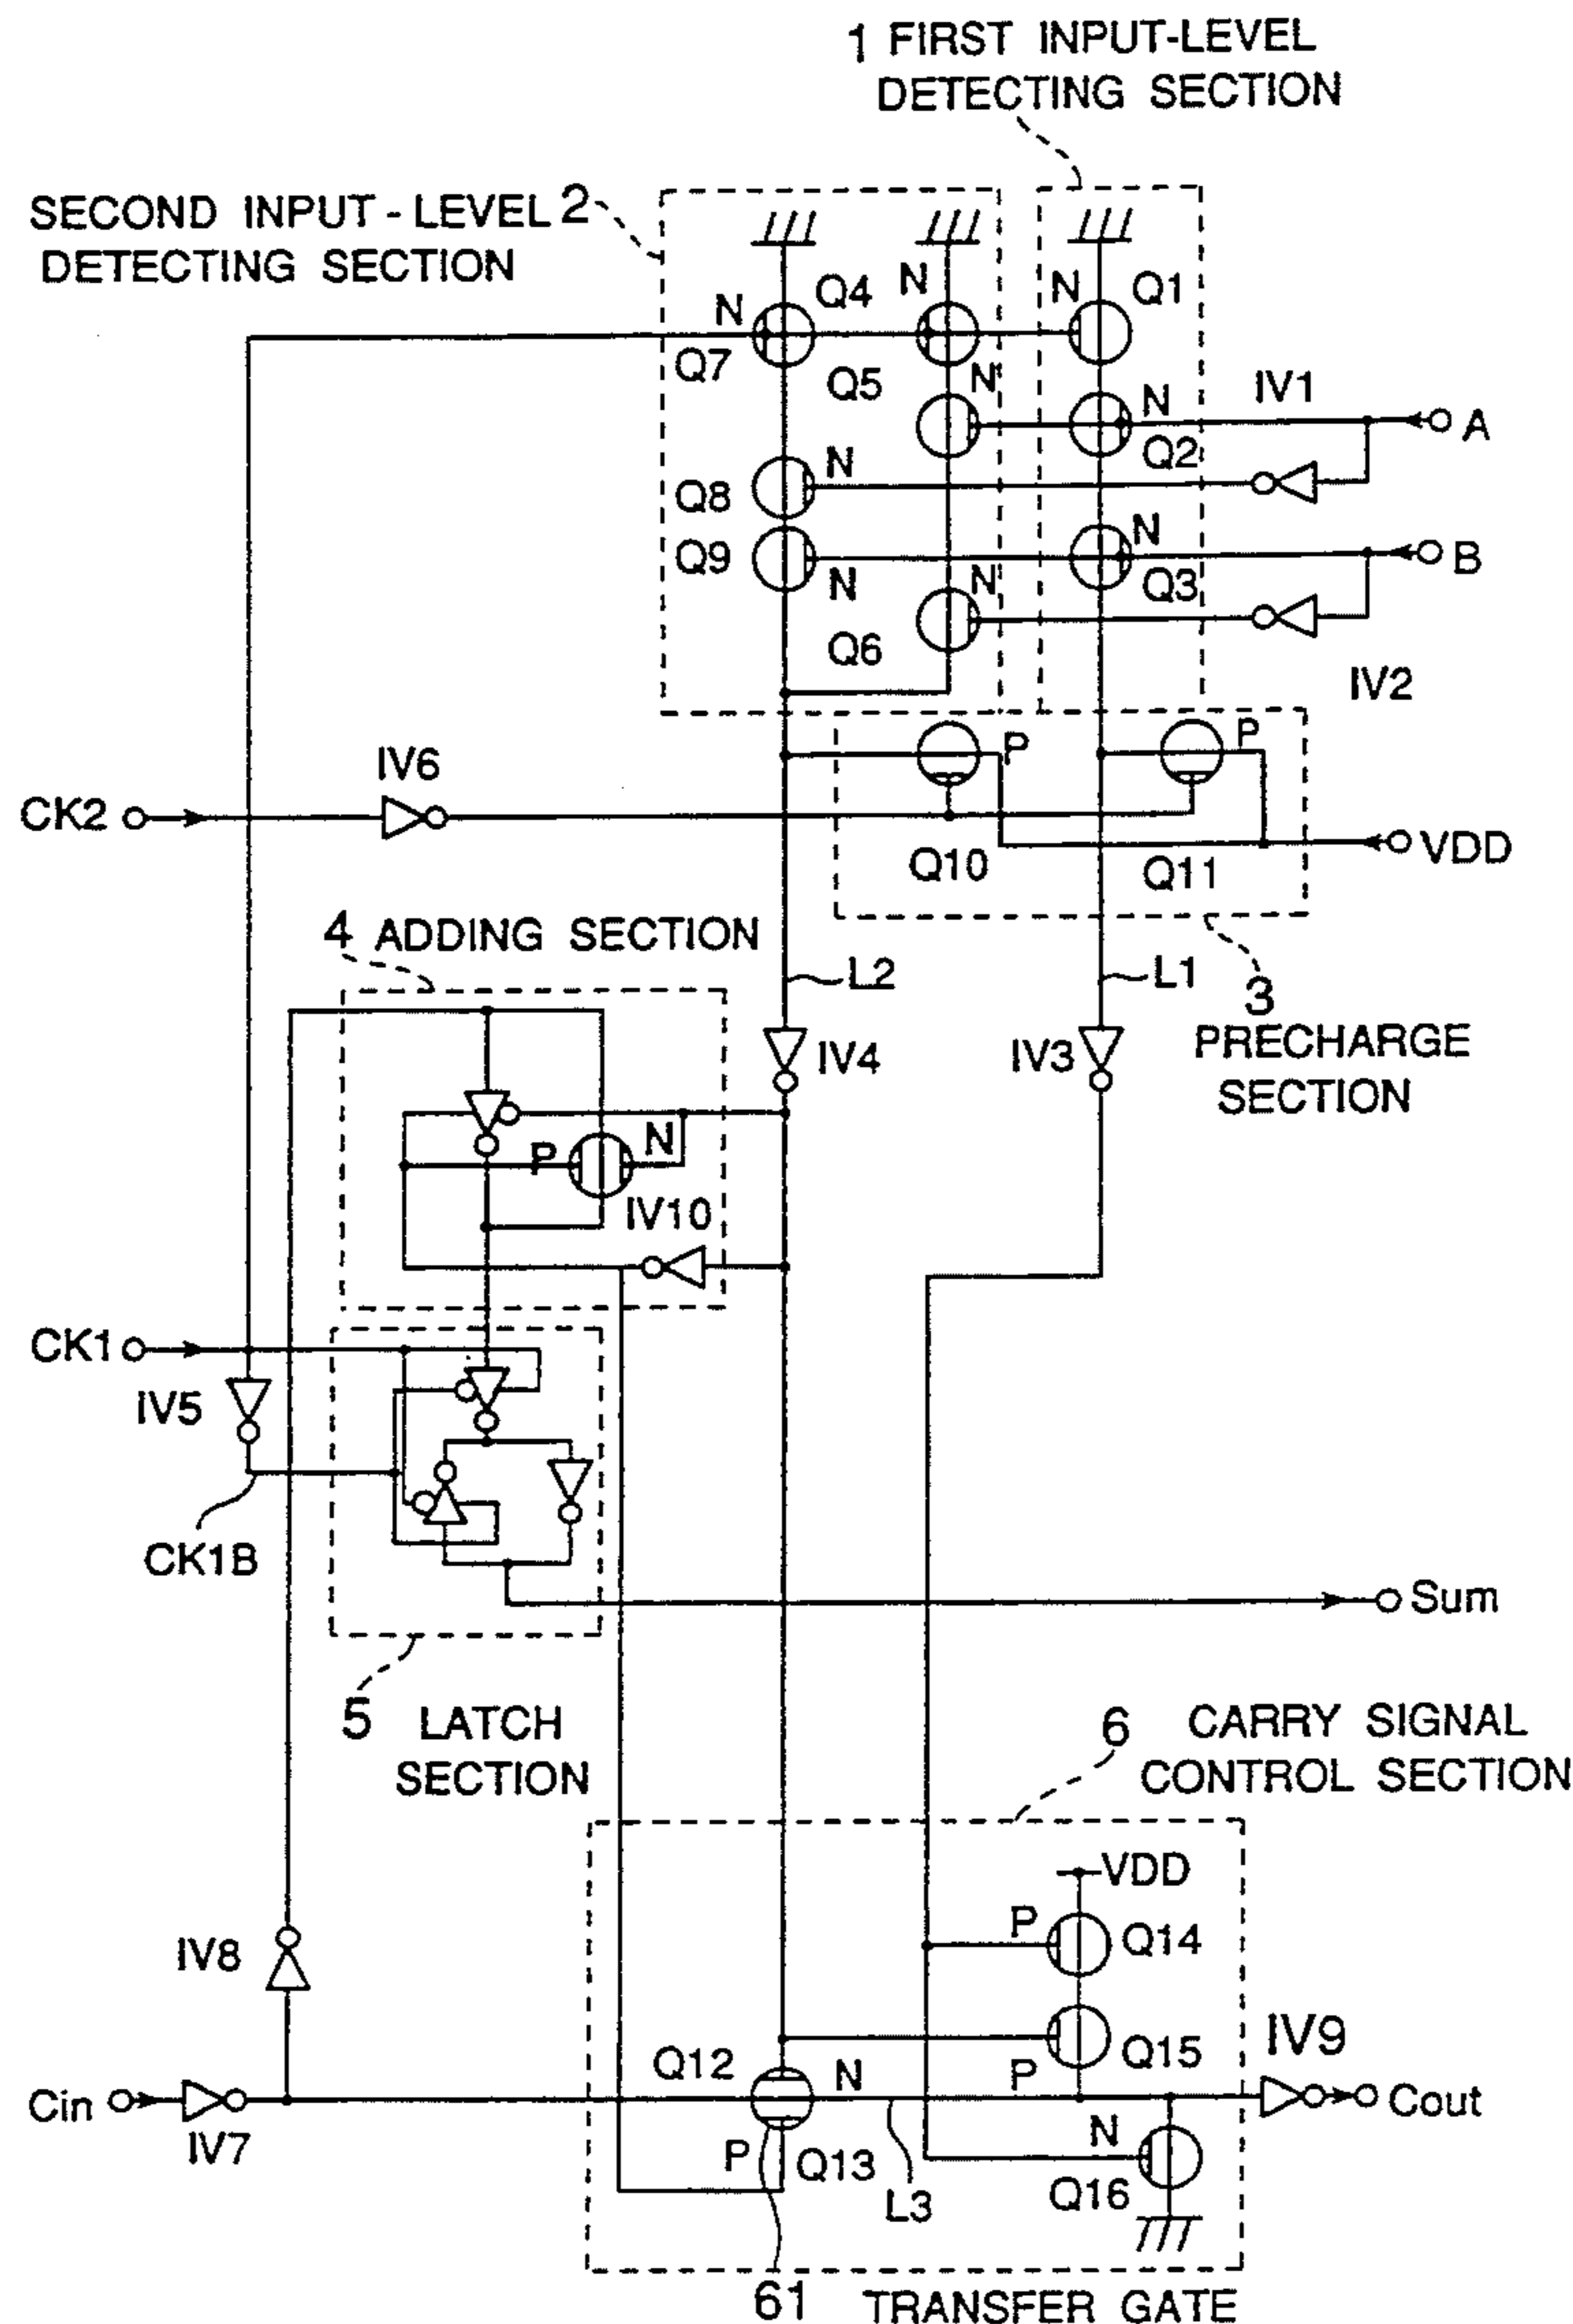 1 FIRST INPUT-LEVEL
DETECTING SECTION
SECOND INPUT-LEVEL 2
DETECTING SECTION
N Q4 N N Q1
Q7 Q5 N N IV1
A
Q2
Q8 N
Q9 N N N Q3 B
Q6
IV2
IV6 P P
CK2
Q10 Q11 VDD
4 ADDING SECTION
L2 L1
3
IV4 IV3 PRECHARGE
SECTION
P N
IV10
CK1
IV5
CK1B
Sum
5 LATCH
SECTION
6 CARRY SIGNAL
CONTROL SECTION
VDD
P Q14
IV8
Q12 N P Q15 IV9
Cin Cout
IV7 P Q13 N
L3 Q16
61 TRANSFER GATE